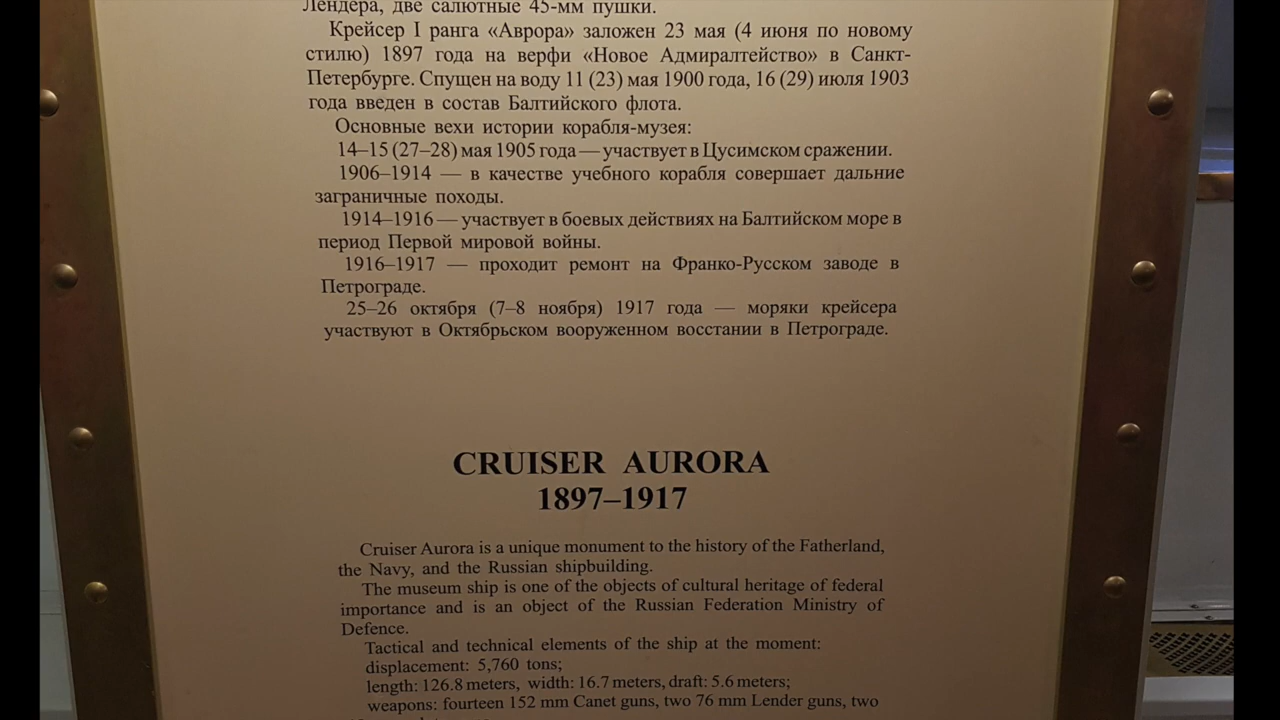 Лендера, две салютные 45-мм пушки.
Крейсер I ранга «Аврора» заложен 23 мая (4 июня по новому
стилю) 1897 года на верфи «Новое Адмиралтейство» в Санкт-
Петербурге. Спущен на воду 11 (23) мая 1900 года, 16 (29) июля 1903
года введен в состав Балтийского флота.
Основные вехи истории корабля-музея:
14–15 (27–28) мая 1905 года — участвует в Цусимском сражении.
1906–1914 — в качестве учебного корабля совершает дальние
заграничные походы.
1914–1916 — участвует в боевых действиях на Балтийском море в
период Первой мировой войны.
1916–1917 — проходит ремонт на Франко-Русском заводе в
Петрограде.
25–26 октября (7–8 ноября) 1917 года — моряки крейсера
участвуют в Октябрьском вооруженном восстании в Петрограде.
CRUISER AURORA
1897–1917
Cruiser Aurora is a unique monument to the history of the Fatherland,
the Navy, and the Russian shipbuilding.
The museum ship is one of the objects of cultural heritage of federal
importance and is an object of the Russian Federation Ministry of
Defence.
Tactical and technical elements of the ship at the moment:
displacement: 5,760 tons;
length: 126.8 meters, width: 16.7 meters, draft: 5.6 meters;
weapons: fourteen 152 mm Canet guns, two 76 mm Lender guns, two